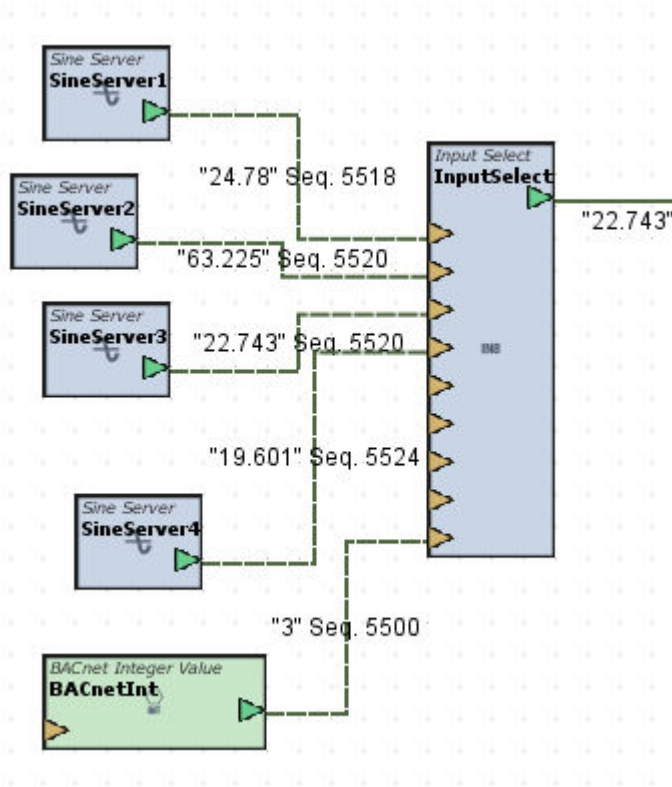 Sine Server
SineServer1
"24.78" Seq. 5518
Input Select
InputSelect
"22.743"
Sine Server
SineServer2
"63.225" Seq. 5520
Sine Server
SineServer3
"22.743" Seq. 5520
IN8
"19.601" Seq. 5524
Sine Server
SineServer4
"3" Seq. 5500
BACnet Integer Value
BACnetInt